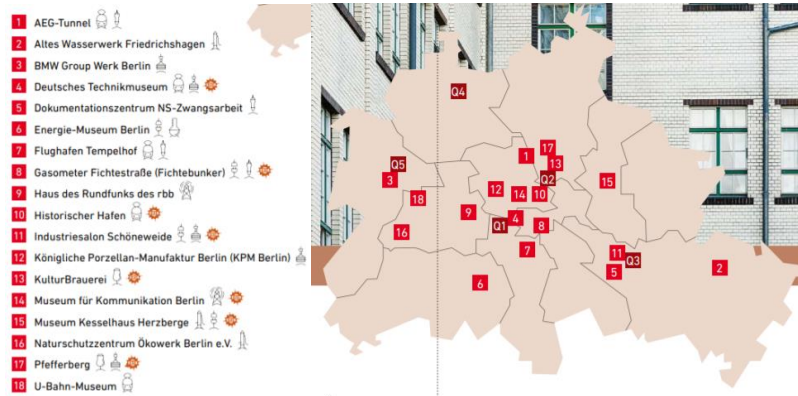 1 AEG-Tunnel
2 Altes Wasserwerk Friedrichshagen
3 BMW Group Werk Berlin
4 Deutsches Technikmuseum
5 Dokumentationszentrum NS-Zwangsarbeit
6 Energie-Museum Berlin
7 Flughafen Tempelhof
8 Gasometer Fichtestraße (Fichtebunker)
9 Haus des Rundfunks des rbb
10 Historischer Hafen
11 Industriesalon Schöneweide
12 Königliche Porzellan-Manufaktur Berlin (KPM Berlin)
13 KulturBrauerei
14 Museum für Kommunikation Berlin
15 Museum Kesselhaus Herzberge
16 Naturschutzzentrum Ökowerk Berlin e.V.
17 Pfefferberg
18 U-Bahn-Museum
Q4
17
1
13
Q5
3
Q2
15
12
14
10
18
9
4
Q1
8
16
7
11
Q3
5
2
6